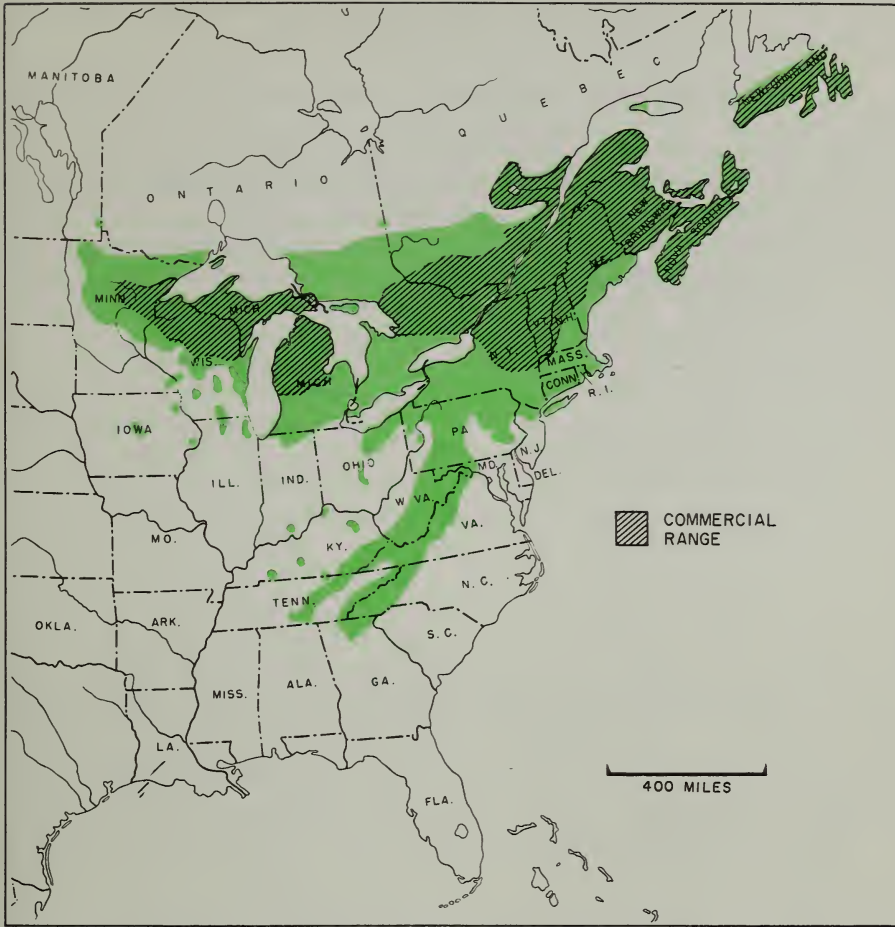 MANITOBA
QUEBEC
NEWFOUNDLAND
ONTARIO
NEW
BRUNSWICK
NOVA SCOTIA
ME.
MINN.
MICH.
VT.
N.H.
WIS.
MICH
N.Y.
MASS.
CONN.
R.I.
IOWA
PA.
ILL.
IND.
OHIO
N.J.
MD.
DEL.
W VA.
VA.
MO.
KY.
COMMERCIAL
RANGE
N.C.
TENN.
OKLA.
ARK.
S.C.
MISS.
ALA.
GA.
LA.
400 MILES
FLA.